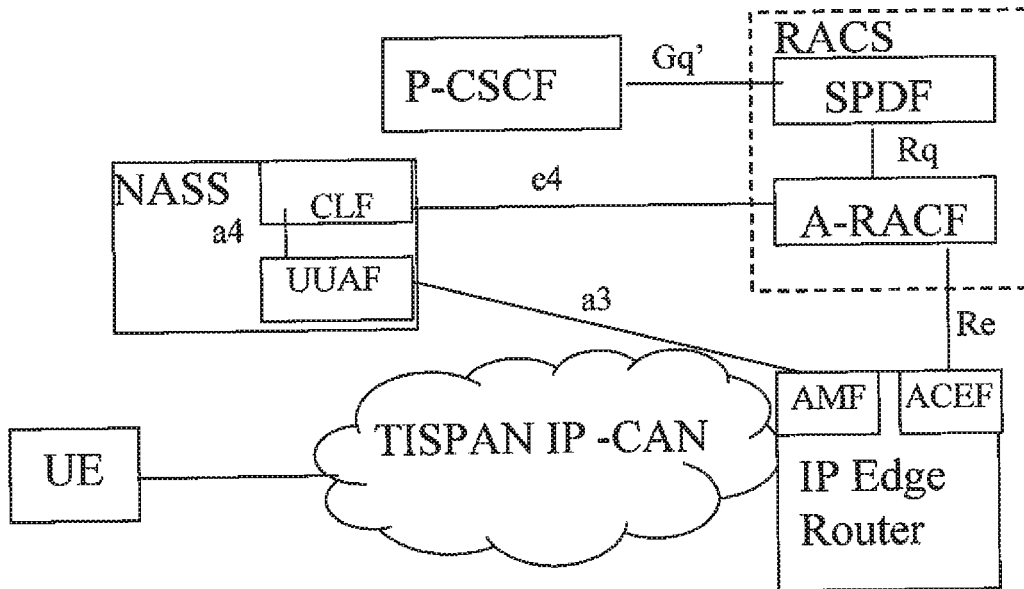 RACS
Gq'
P-CSCF
SPDF
Rq
NASS
CLF
e4
A-RACF
a4
UUAF
a3
Re
AMF
ACEF
TISPAN IP -CAN
UE
IP Edge
Router